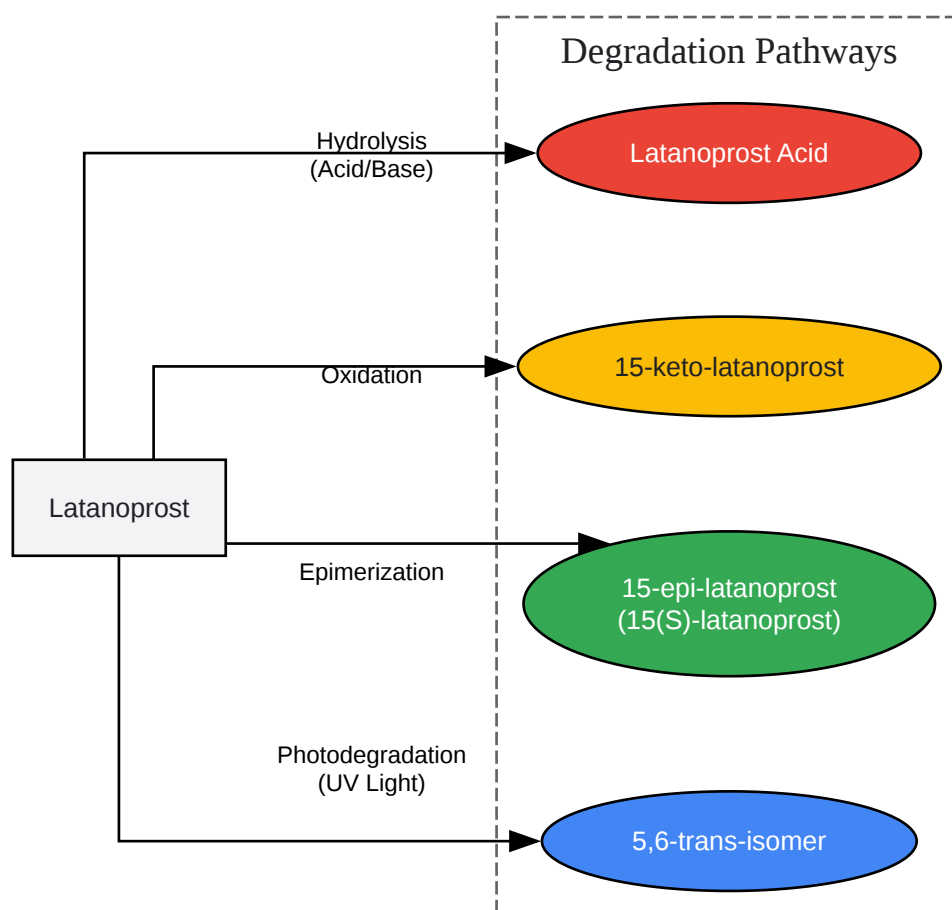 Degradation Pathways
Hydrolysis
(Acid/Base)
Latanoprost Acid
Oxidation
15-keto-latanoprost
Latanoprost
Epimerization
15-epi-latanoprost
(15(S)-latanoprost)
Photodegradation
(UV Light)
5,6-trans-isomer